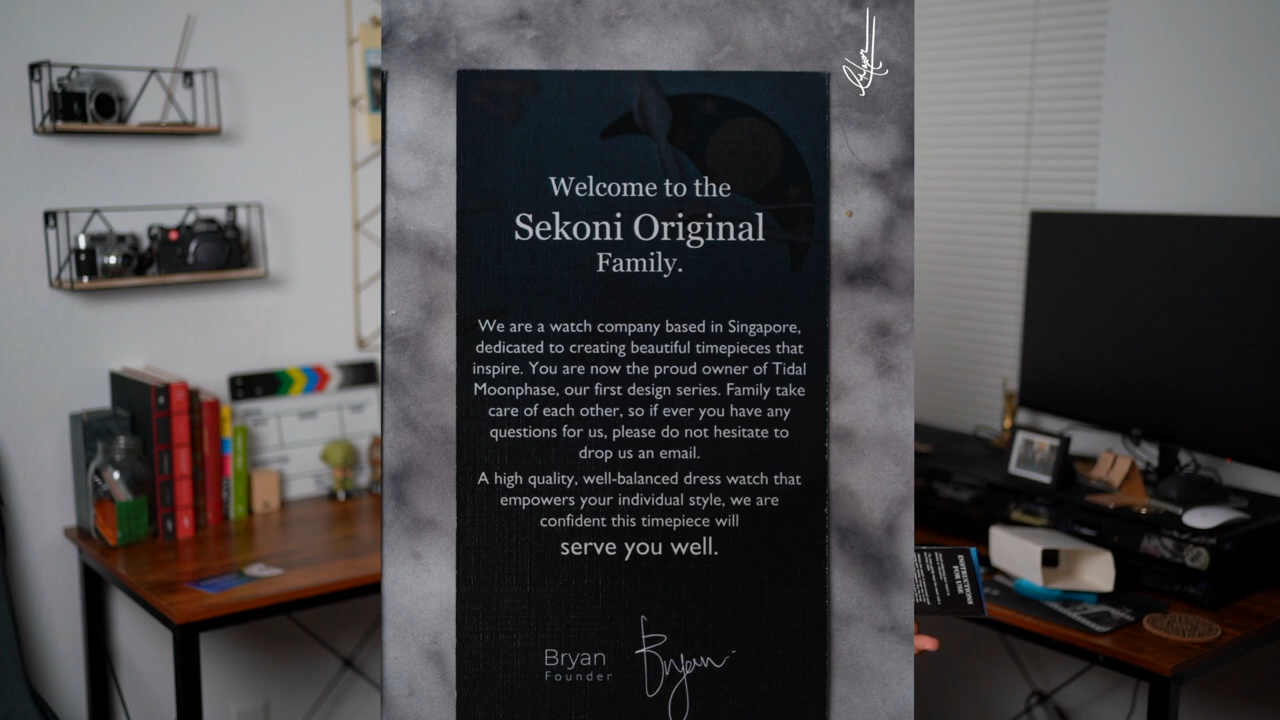 Welcome to the
Sekoni Original
Family.
We are a watch company based in Singapore,
dedicated to creating beautiful timepieces that
inspire. You are now the proud owner of Tidal
Moonphase, our first design series. Family take
care of each other, so if ever you have any
questions for us, please do not hesitate to
drop us an email.
A high quality, well-balanced dress watch that
empowers your individual style, we are
confident this timepiece will
serve you well.
Bryan
Founder
Bryan
INSTRUCTIONS
FOR USE